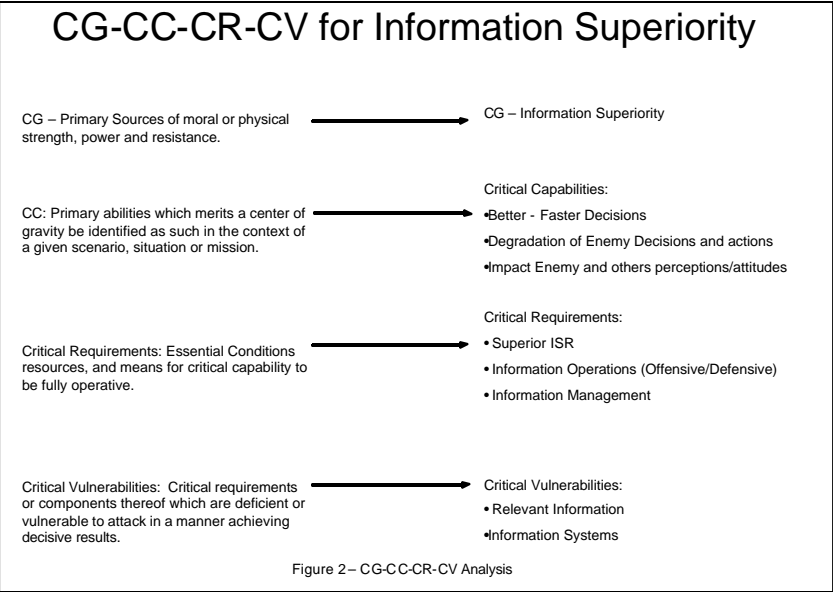 CG-CC-CR-CV for Information Superiority
CG – Primary Sources of moral or physical
strength, power and resistance.
CG – Information Superiority
CC: Primary abilities which merits a center of
gravity be identified as such in the context of
a given scenario, situation or mission.
Critical Capabilities:
•Better - Faster Decisions
•Degradation of Enemy Decisions and actions
•Impact Enemy and others perceptions/attitudes
Critical Requirements: Essential Conditions
resources, and means for critical capability to
be fully operative.
Critical Requirements:
• Superior ISR
• Information Operations (Offensive/Defensive)
• Information Management
Critical Vulnerabilities: Critical requirements
or components thereof which are deficient or
vulnerable to attack in a manner achieving
decisive results.
Critical Vulnerabilities:
• Relevant Information
•Information Systems
Figure 2 – CG-CC-CR-CV Analysis